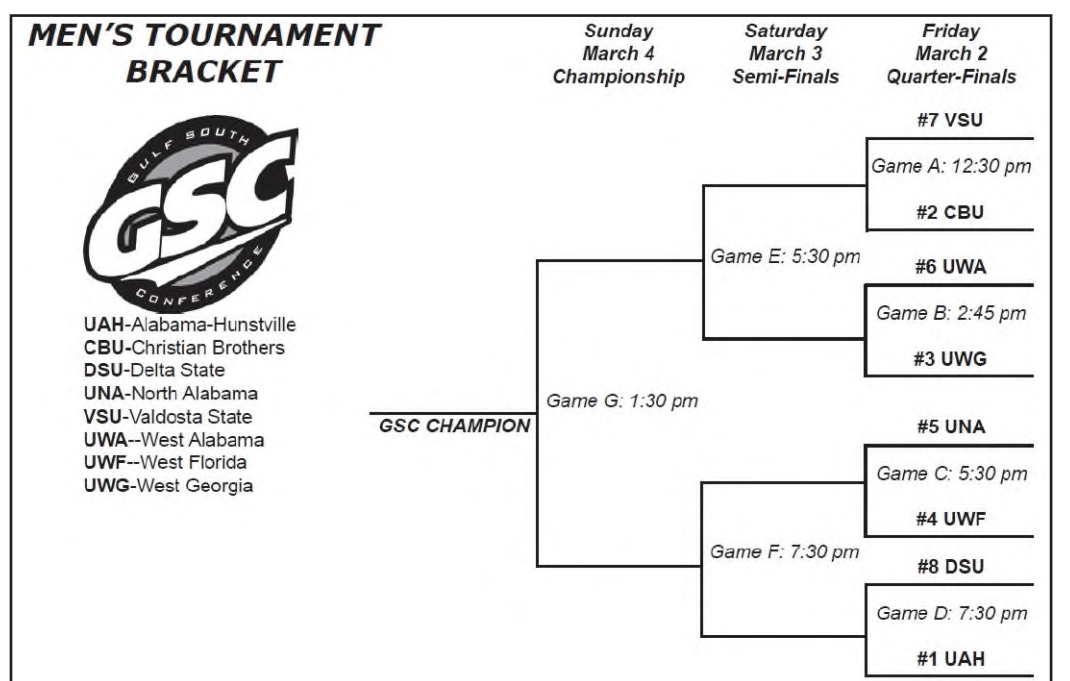 MEN'S TOURNAMENT
BRACKET
Sunday
March 4
Championship
Saturday
March 3
Semi-Finals
Friday
March 2
Quarter-Finals
GULF SOUTH
GSC
CONFERENCE
UAH-Alabama-Hunstville
CBU-Christian Brothers
DSU-Delta State
UNA-North Alabama
VSU-Valdosta State
UWA--West Alabama
UWF--West Florida
UWG-West Georgia
GSC CHAMPION
Game G: 1:30 pm
Game E: 5:30 pm
Game F: 7:30 pm
#7 VSU
Game A: 12:30 pm
#2 CBU
#6 UWA
Game B: 2:45 pm
#3 UWG
#5 UNA
Game C: 5:30 pm
#4 UWF
#8 DSU
Game D: 7:30 pm
#1 UAH